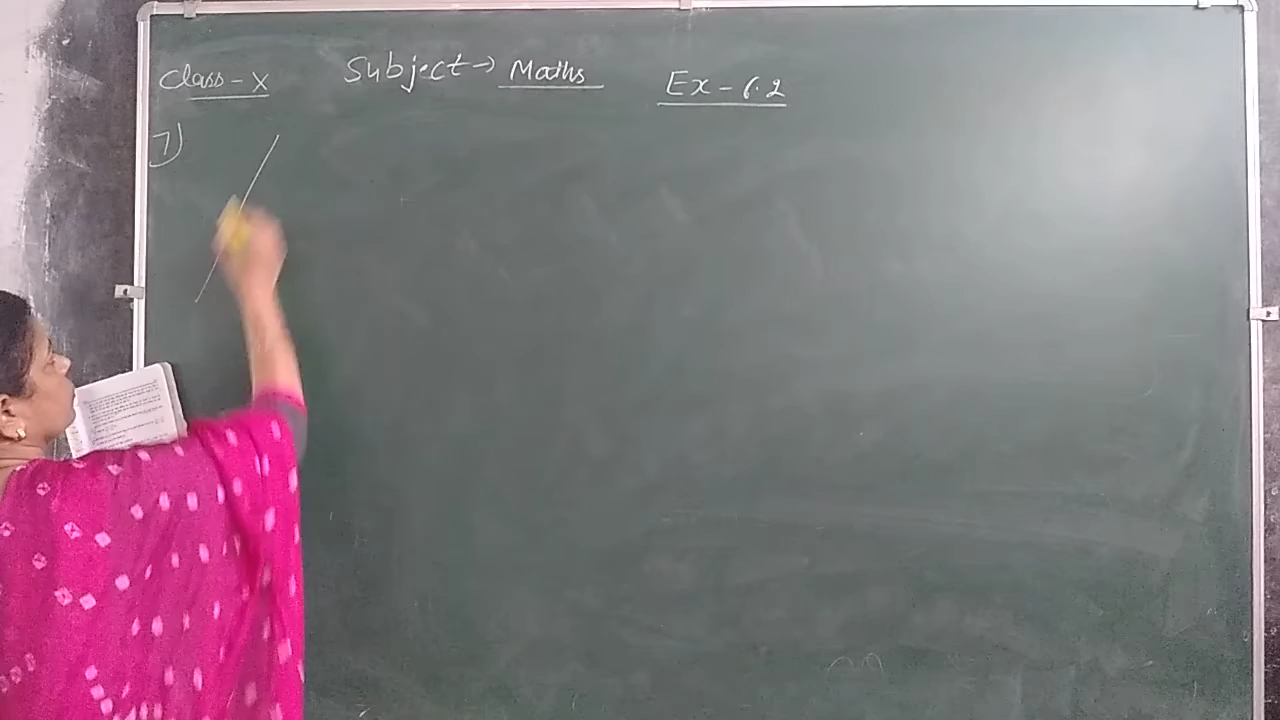 Class - X Subject → Maths Ex - 6.2
7)